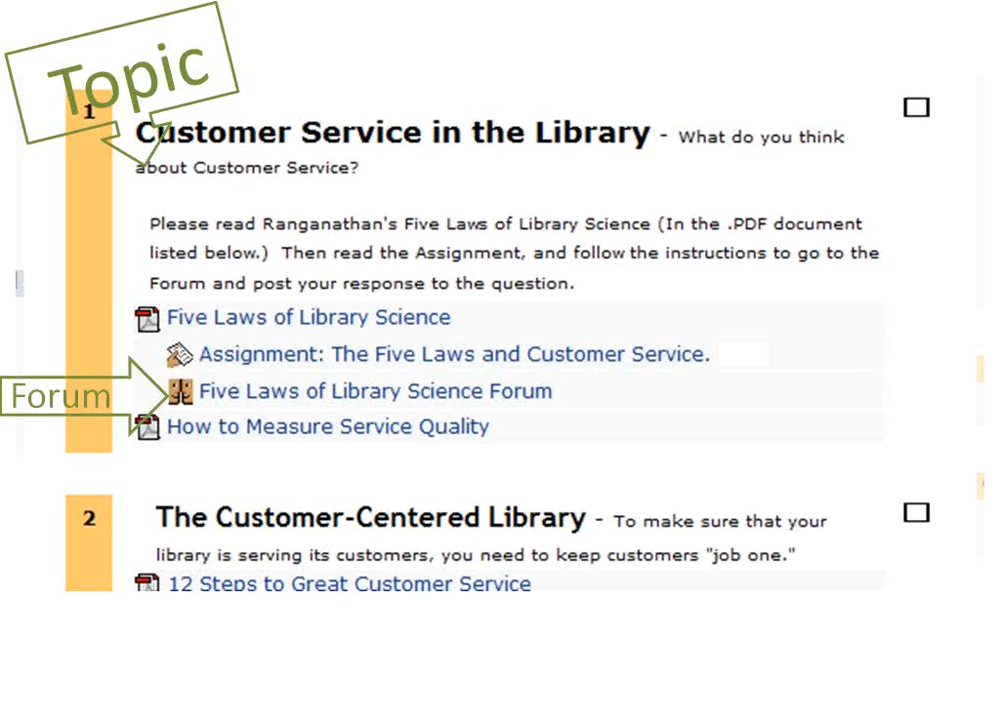 Topic
1
Customer Service in the Library - What do you think
about Customer Service?
Please read Ranganathan's Five Laws of Library Science (In the .PDF document
listed below.) Then read the Assignment, and follow the instructions to go to the
Forum and post your response to the question.
Five Laws of Library Science
Assignment: The Five Laws and Customer Service.
Forum
Five Laws of Library Science Forum
How to Measure Service Quality
2
The Customer-Centered Library - To make sure that your
library is serving its customers, you need to keep customers "job one."
12 Steps to Great Customer Service